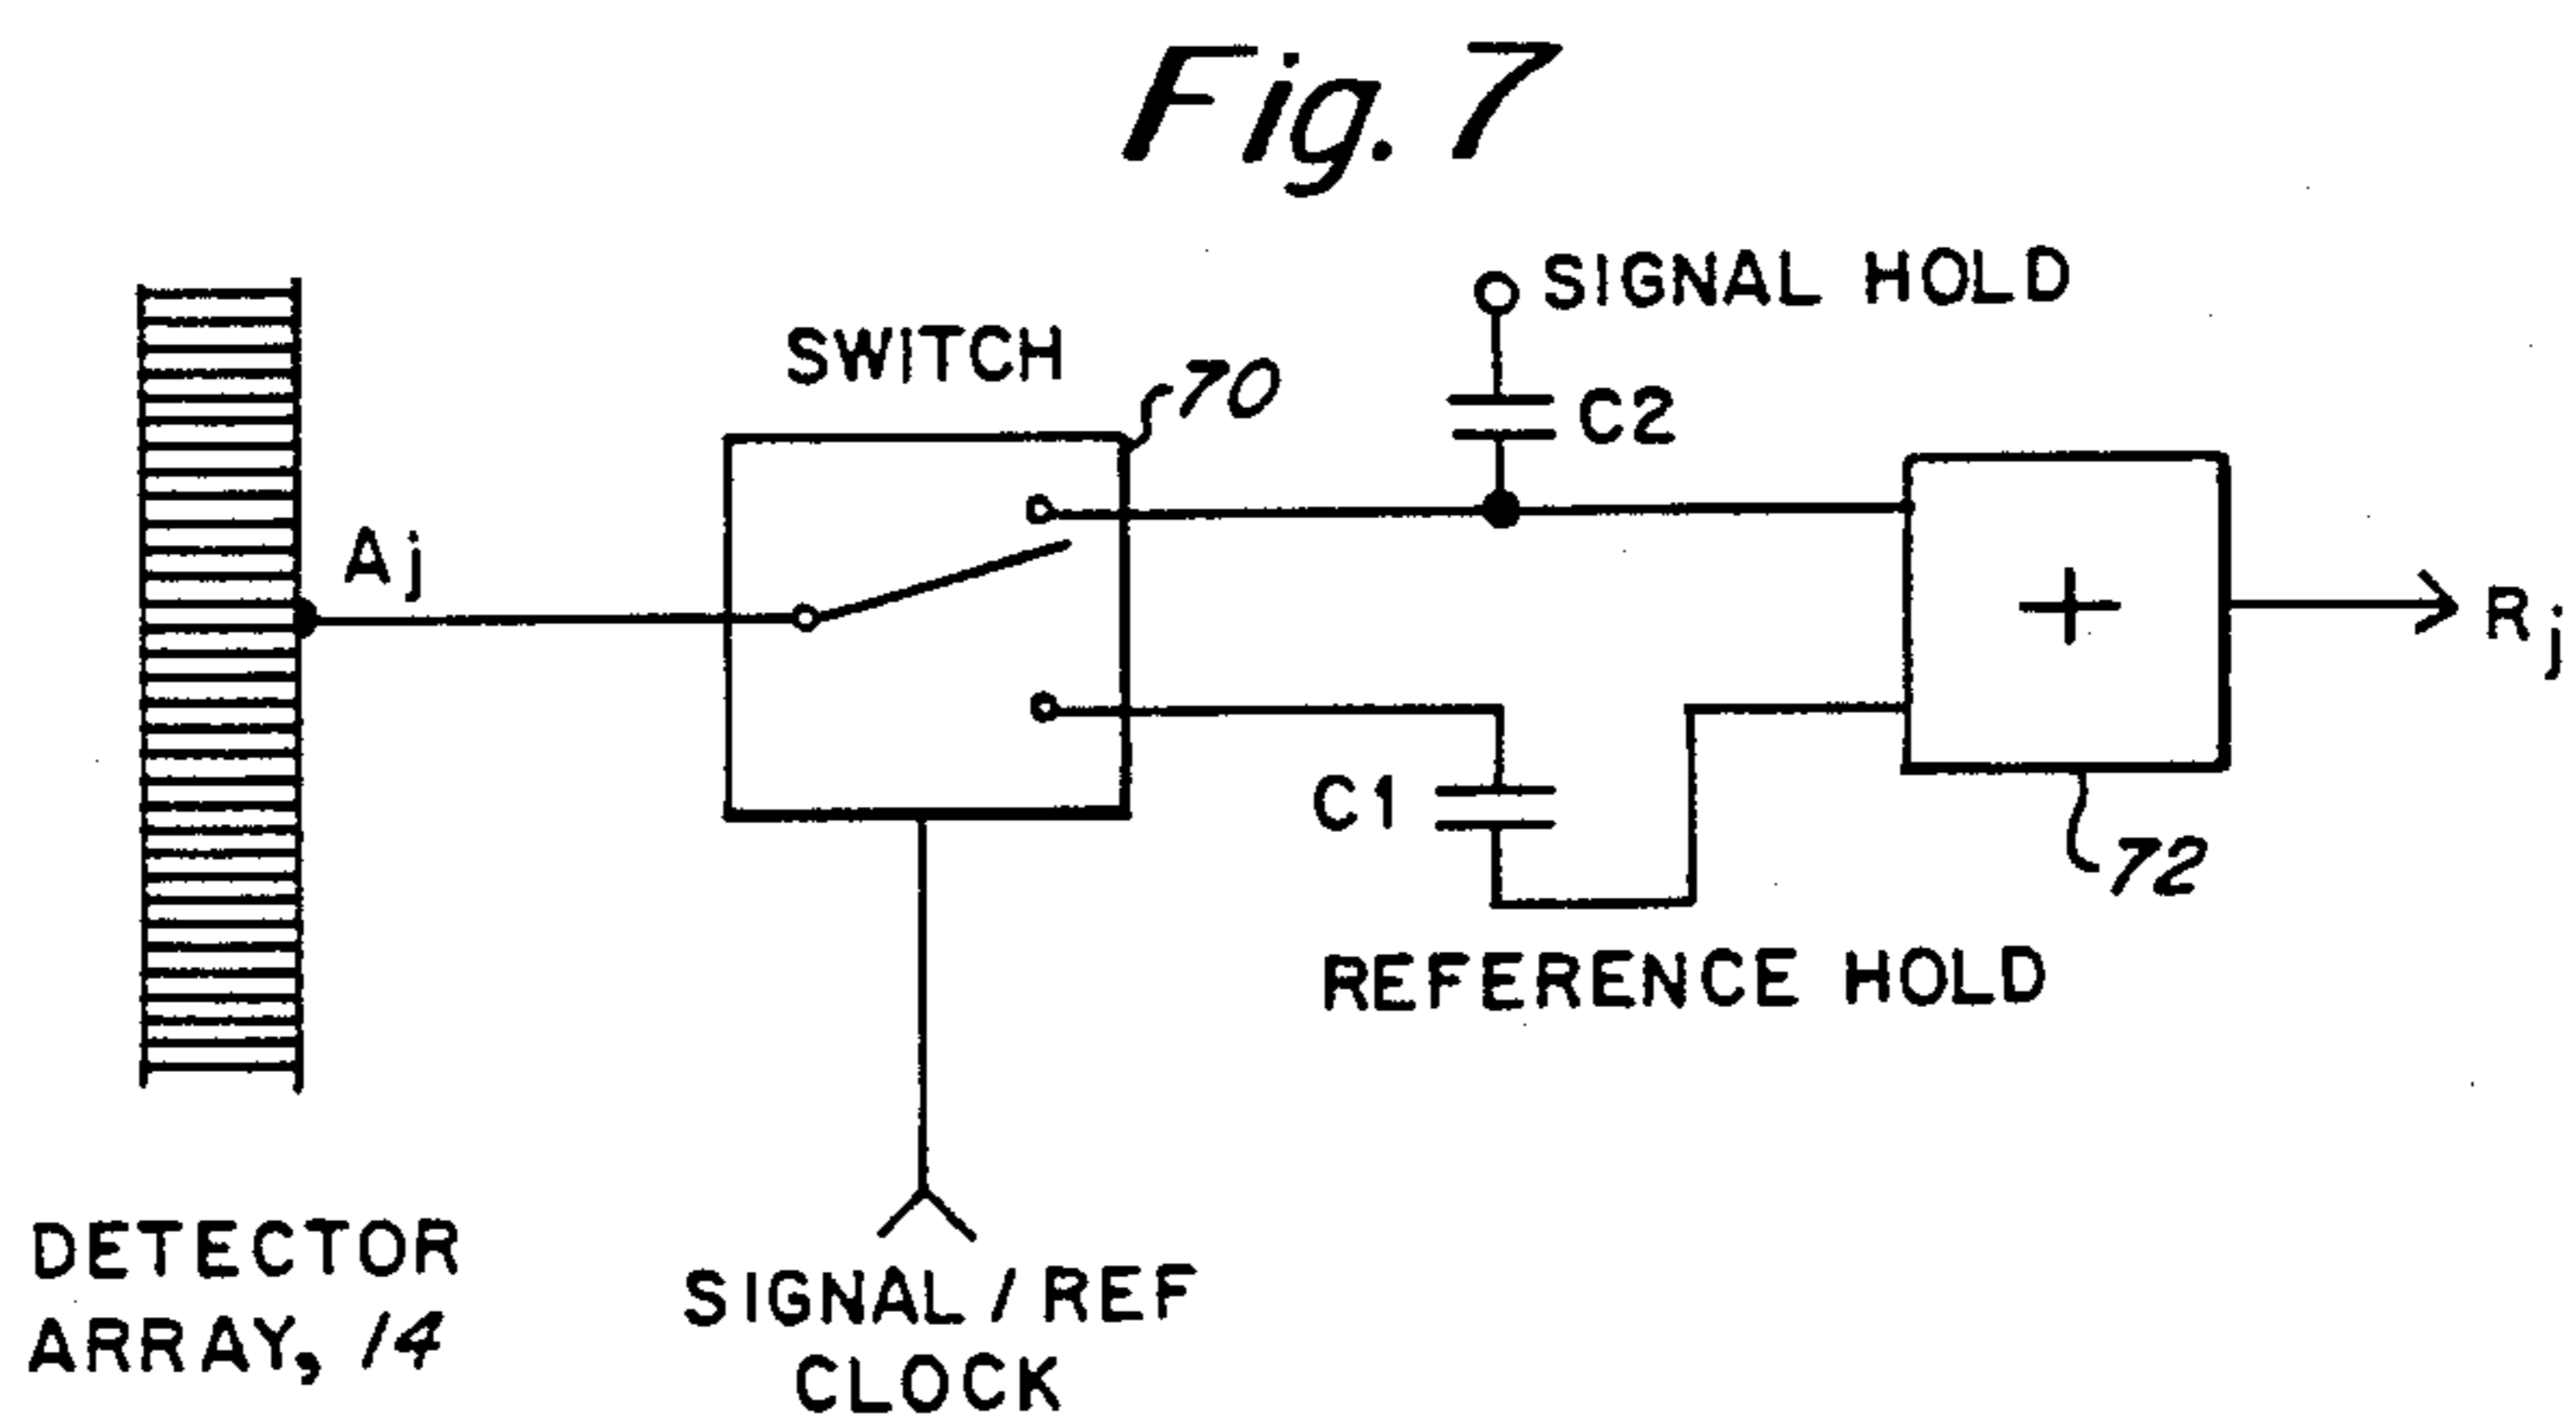 Fig. 7
SIGNAL HOLD
SWITCH
70
C2
Aj
+
Rj
C1
72
REFERENCE HOLD
DETECTOR
ARRAY, 14
SIGNAL / REF
CLOCK